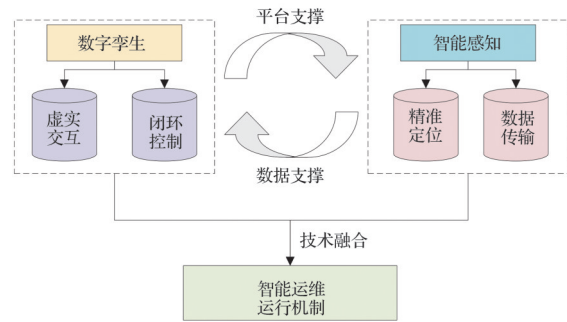 平台支撑
数字孪生
智能感知
虚实
交互
闭环
控制
精准
定位
数据
传输
数据支撑
技术融合
智能运维
运行机制